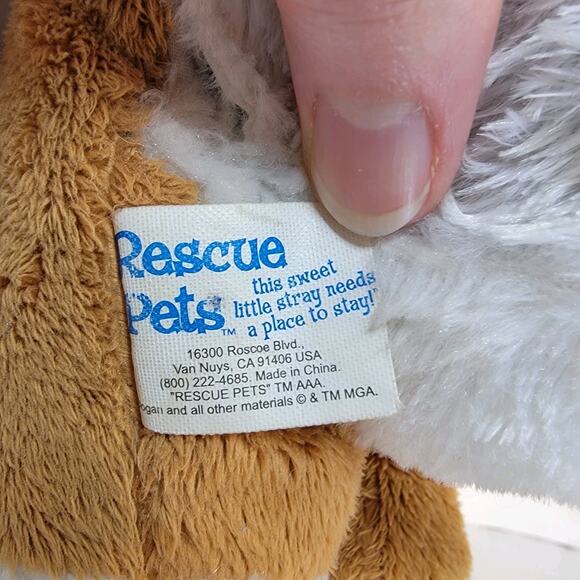 Rescue
Pets™
this sweet
little stray needs
a place to stay!™
16300 Roscoe Blvd.,
Van Nuys, CA 91406 USA
(800) 222-4685. Made in China.
"RESCUE PETS" TM AAA.
ogan and all other materials © & TM MGA.